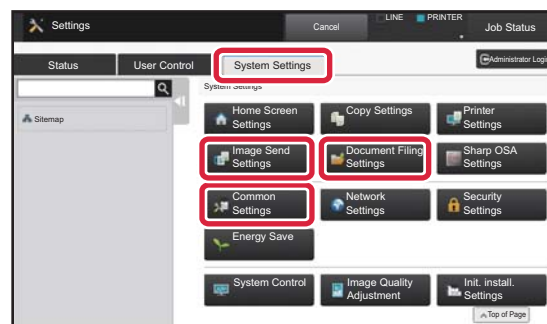 Settings
Cancel
LINE
PRINTER
Job Status
Status
User Control
System Settings
Administrator Login
System Settings
Sitemap
Home Screen
Settings
Copy Settings
Printer
Settings
Image Send
Settings
Document Filing
Settings
Sharp OSA
Settings
Common
Settings
Network
Settings
Security
Settings
Energy Save
System Control
Image Quality
Adjustment
Init. install.
Settings
Top of Page